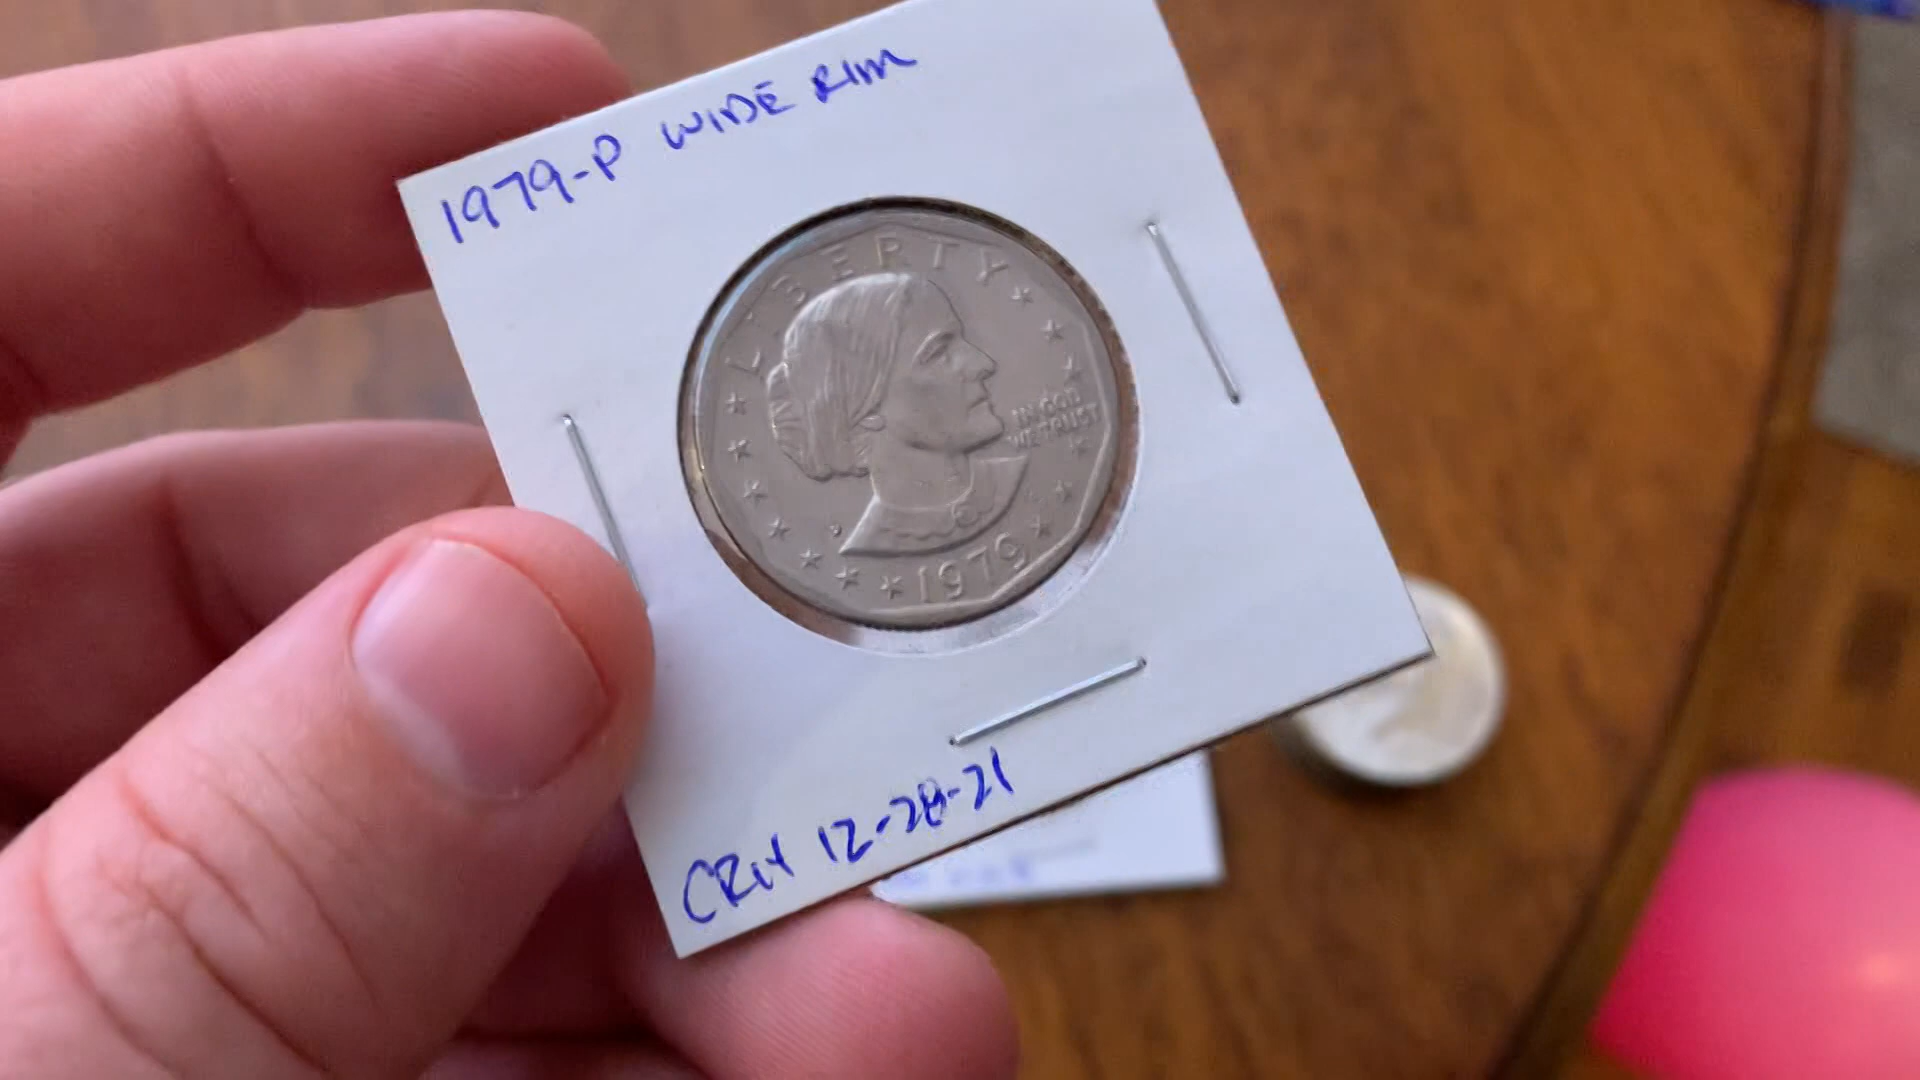 1979-P WIDE RIM
LIBERTY
IN GOD
WE TRUST
P
1979
CRH 12-28-21